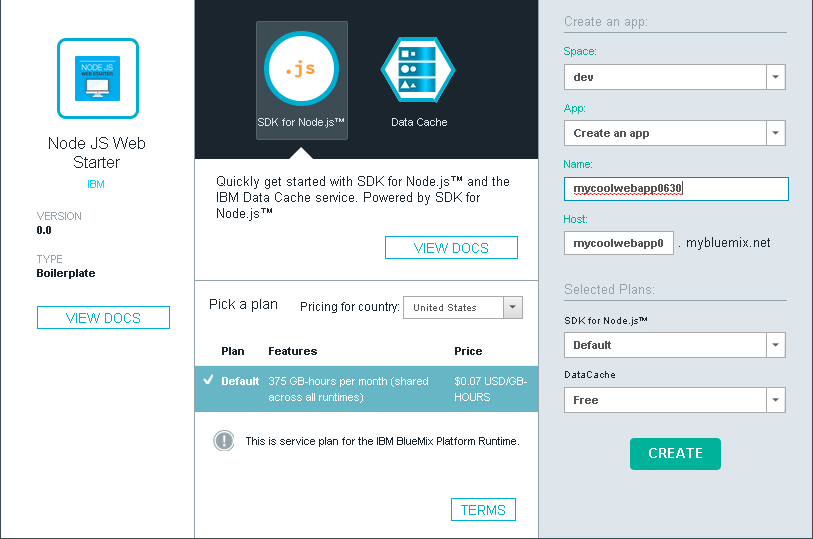 NODE JS
WEB STARTER
Node JS Web
Starter
IBM
VERSION
0.0
TYPE
Boilerplate
VIEW DOCS
.js
SDK for Node.js™
Data Cache
Quickly get started with SDK for Node.js™ and the
IBM Data Cache service. Powered by SDK for
Node.js™
VIEW DOCS
Pick a plan
Pricing for country:
United States
Plan Features Price
Default 375 GB-hours per month (shared $0.07 USD/GB-
across all runtimes) HOURS
This is service plan for the IBM BlueMix Platform Runtime.
TERMS
Create an app:
Space:
dev
App:
Create an app
Name:
mycoolwebapp0630
Host:
mycoolwebapp0 . mybluemix.net
Selected Plans:
SDK for Node.js™
Default
DataCache
Free
CREATE